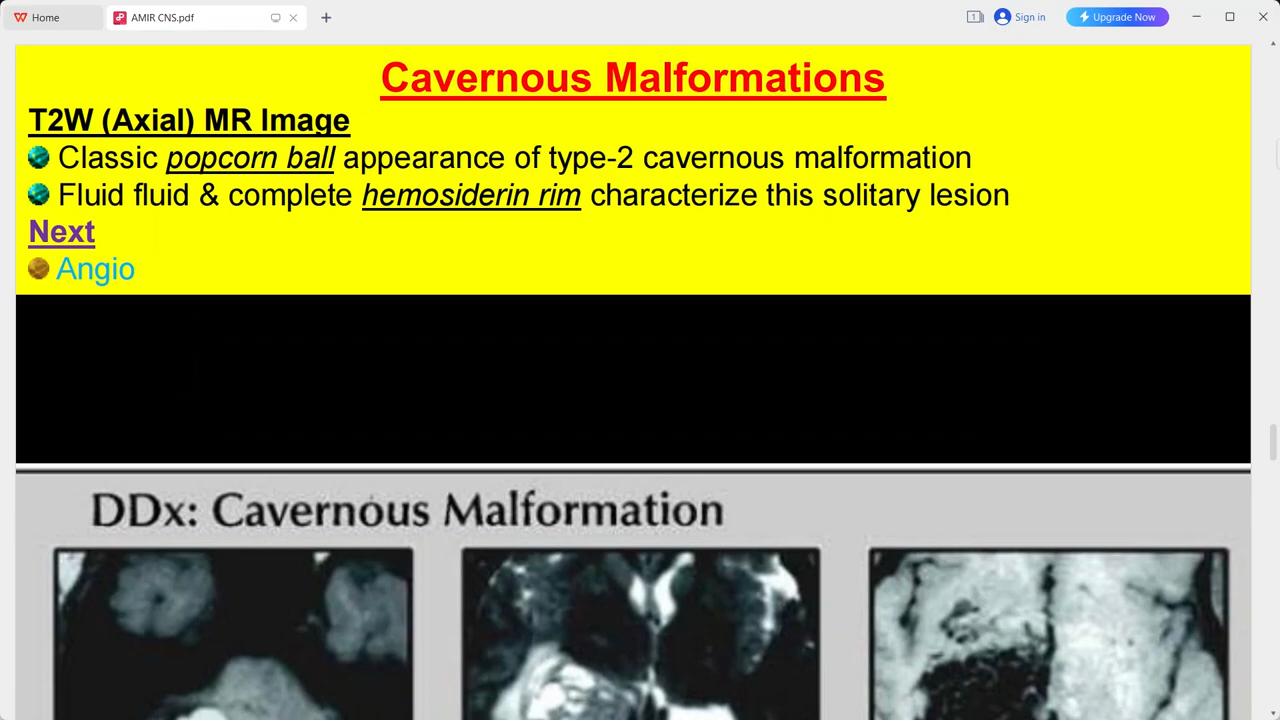 Home
AMIR CNS.pdf
1
Sign in
Upgrade Now
Cavernous Malformations
T2W (Axial) MR Image
Classic popcorn ball appearance of type-2 cavernous malformation
Fluid fluid & complete hemosiderin rim characterize this solitary lesion
Next
Angio
DDx: Cavernous Malformation